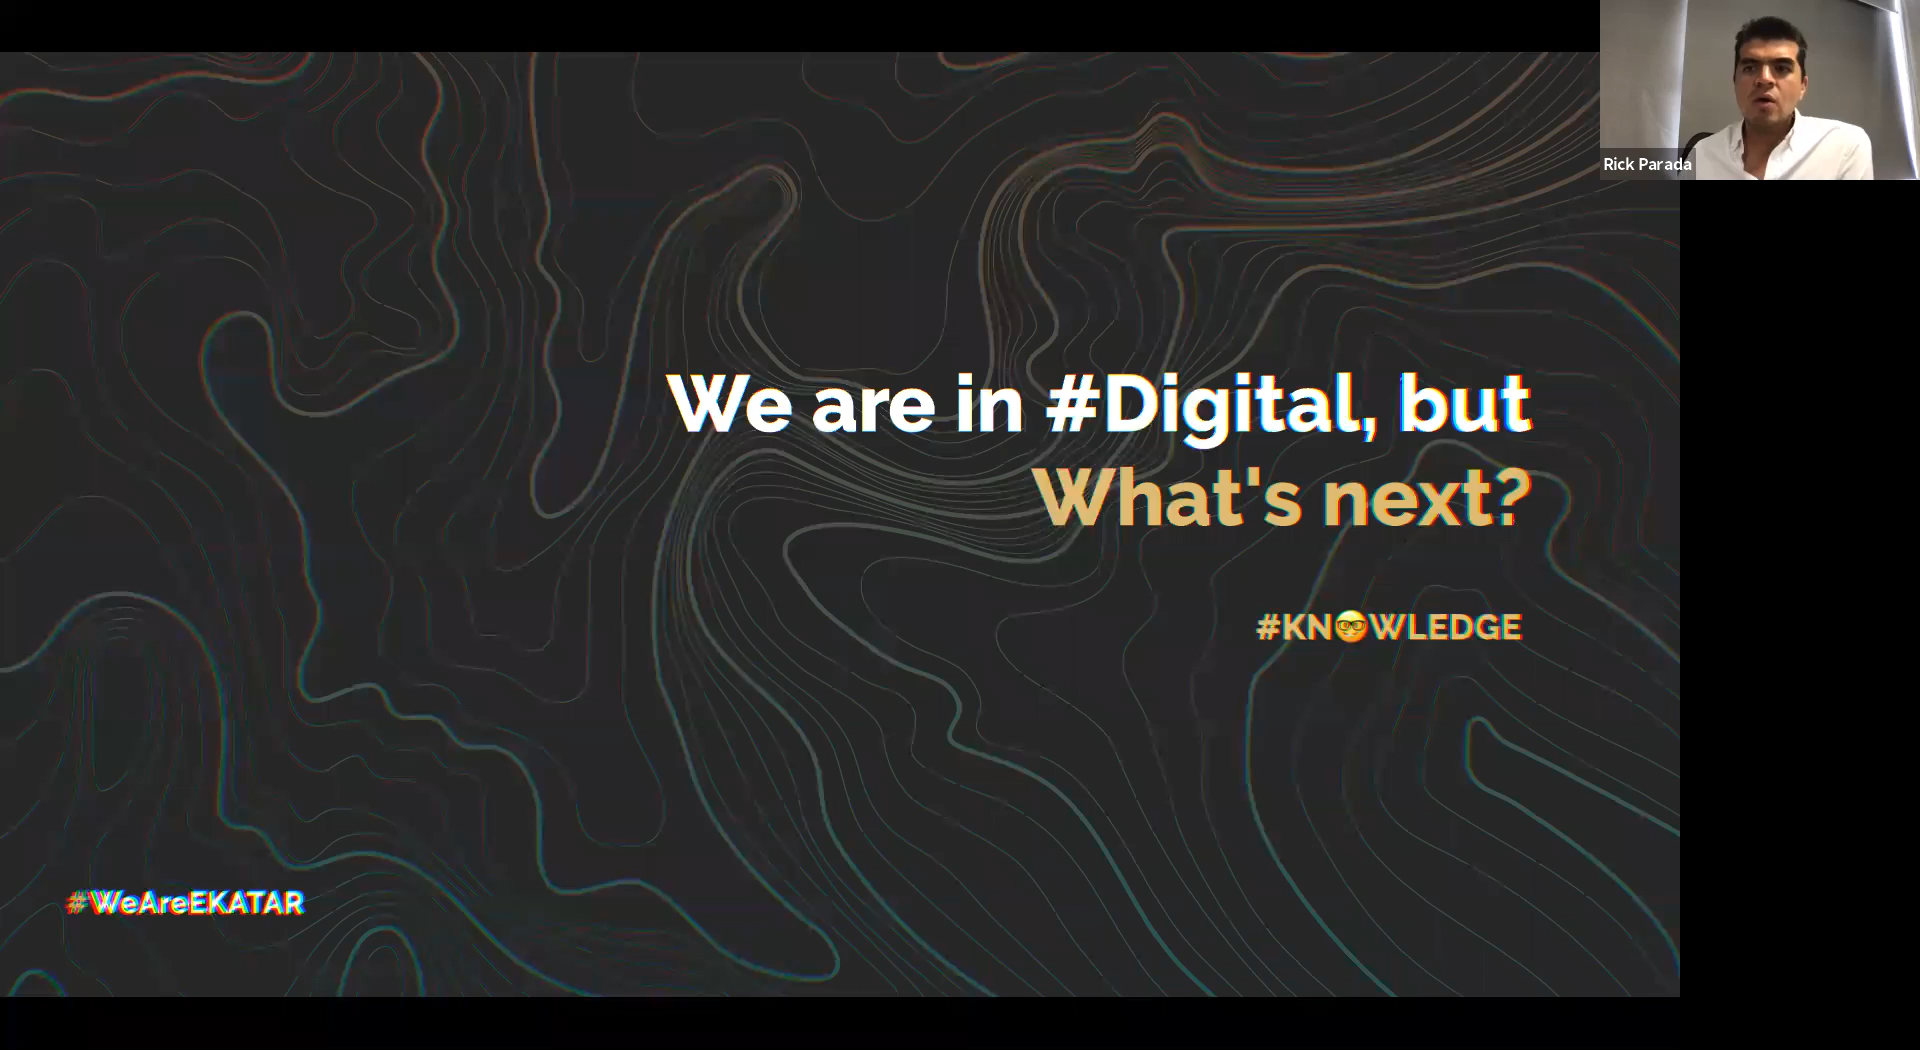 Rick Parada
We are in #Digital, but
What's next?
#KN🤓WLEDGE
#WeAreEKATAR